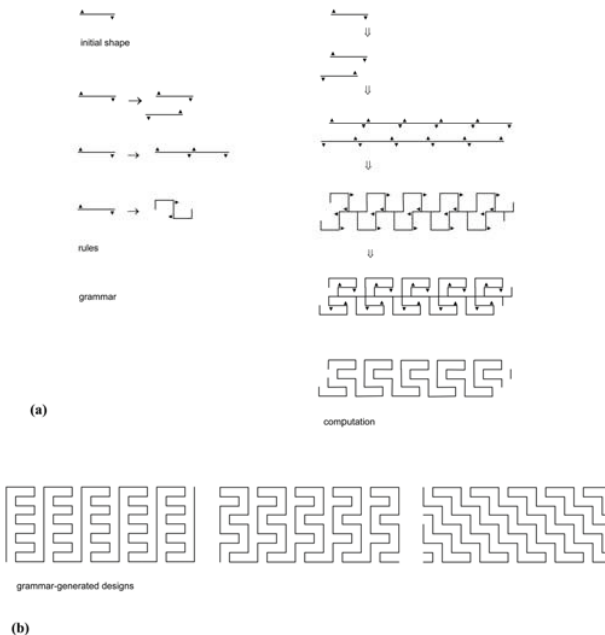 initial shape
rules
grammar
(a)
computation
grammar-generated designs
(b)